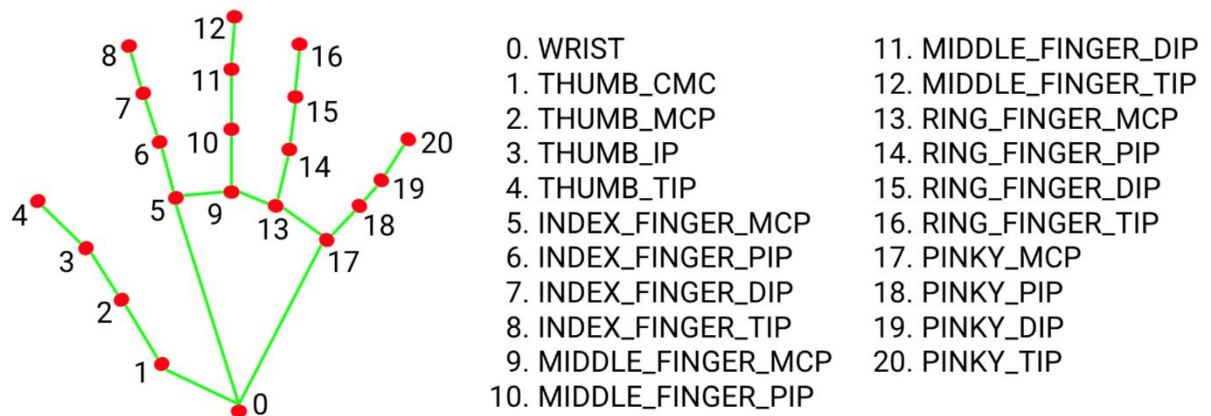 12
8
16
11
7
15
10
6
20
14
4
19
5
9
18
13
3
17
2
1
0
0. WRIST
1. THUMB_CMC
2. THUMB_MCP
3. THUMB_IP
4. THUMB_TIP
5. INDEX_FINGER_MCP
6. INDEX_FINGER_PIP
7. INDEX_FINGER_DIP
8. INDEX_FINGER_TIP
9. MIDDLE_FINGER_MCP
10. MIDDLE_FINGER_PIP
11. MIDDLE_FINGER_DIP
12. MIDDLE_FINGER_TIP
13. RING_FINGER_MCP
14. RING_FINGER_PIP
15. RING_FINGER_DIP
16. RING_FINGER_TIP
17. PINKY_MCP
18. PINKY_PIP
19. PINKY_DIP
20. PINKY_TIP